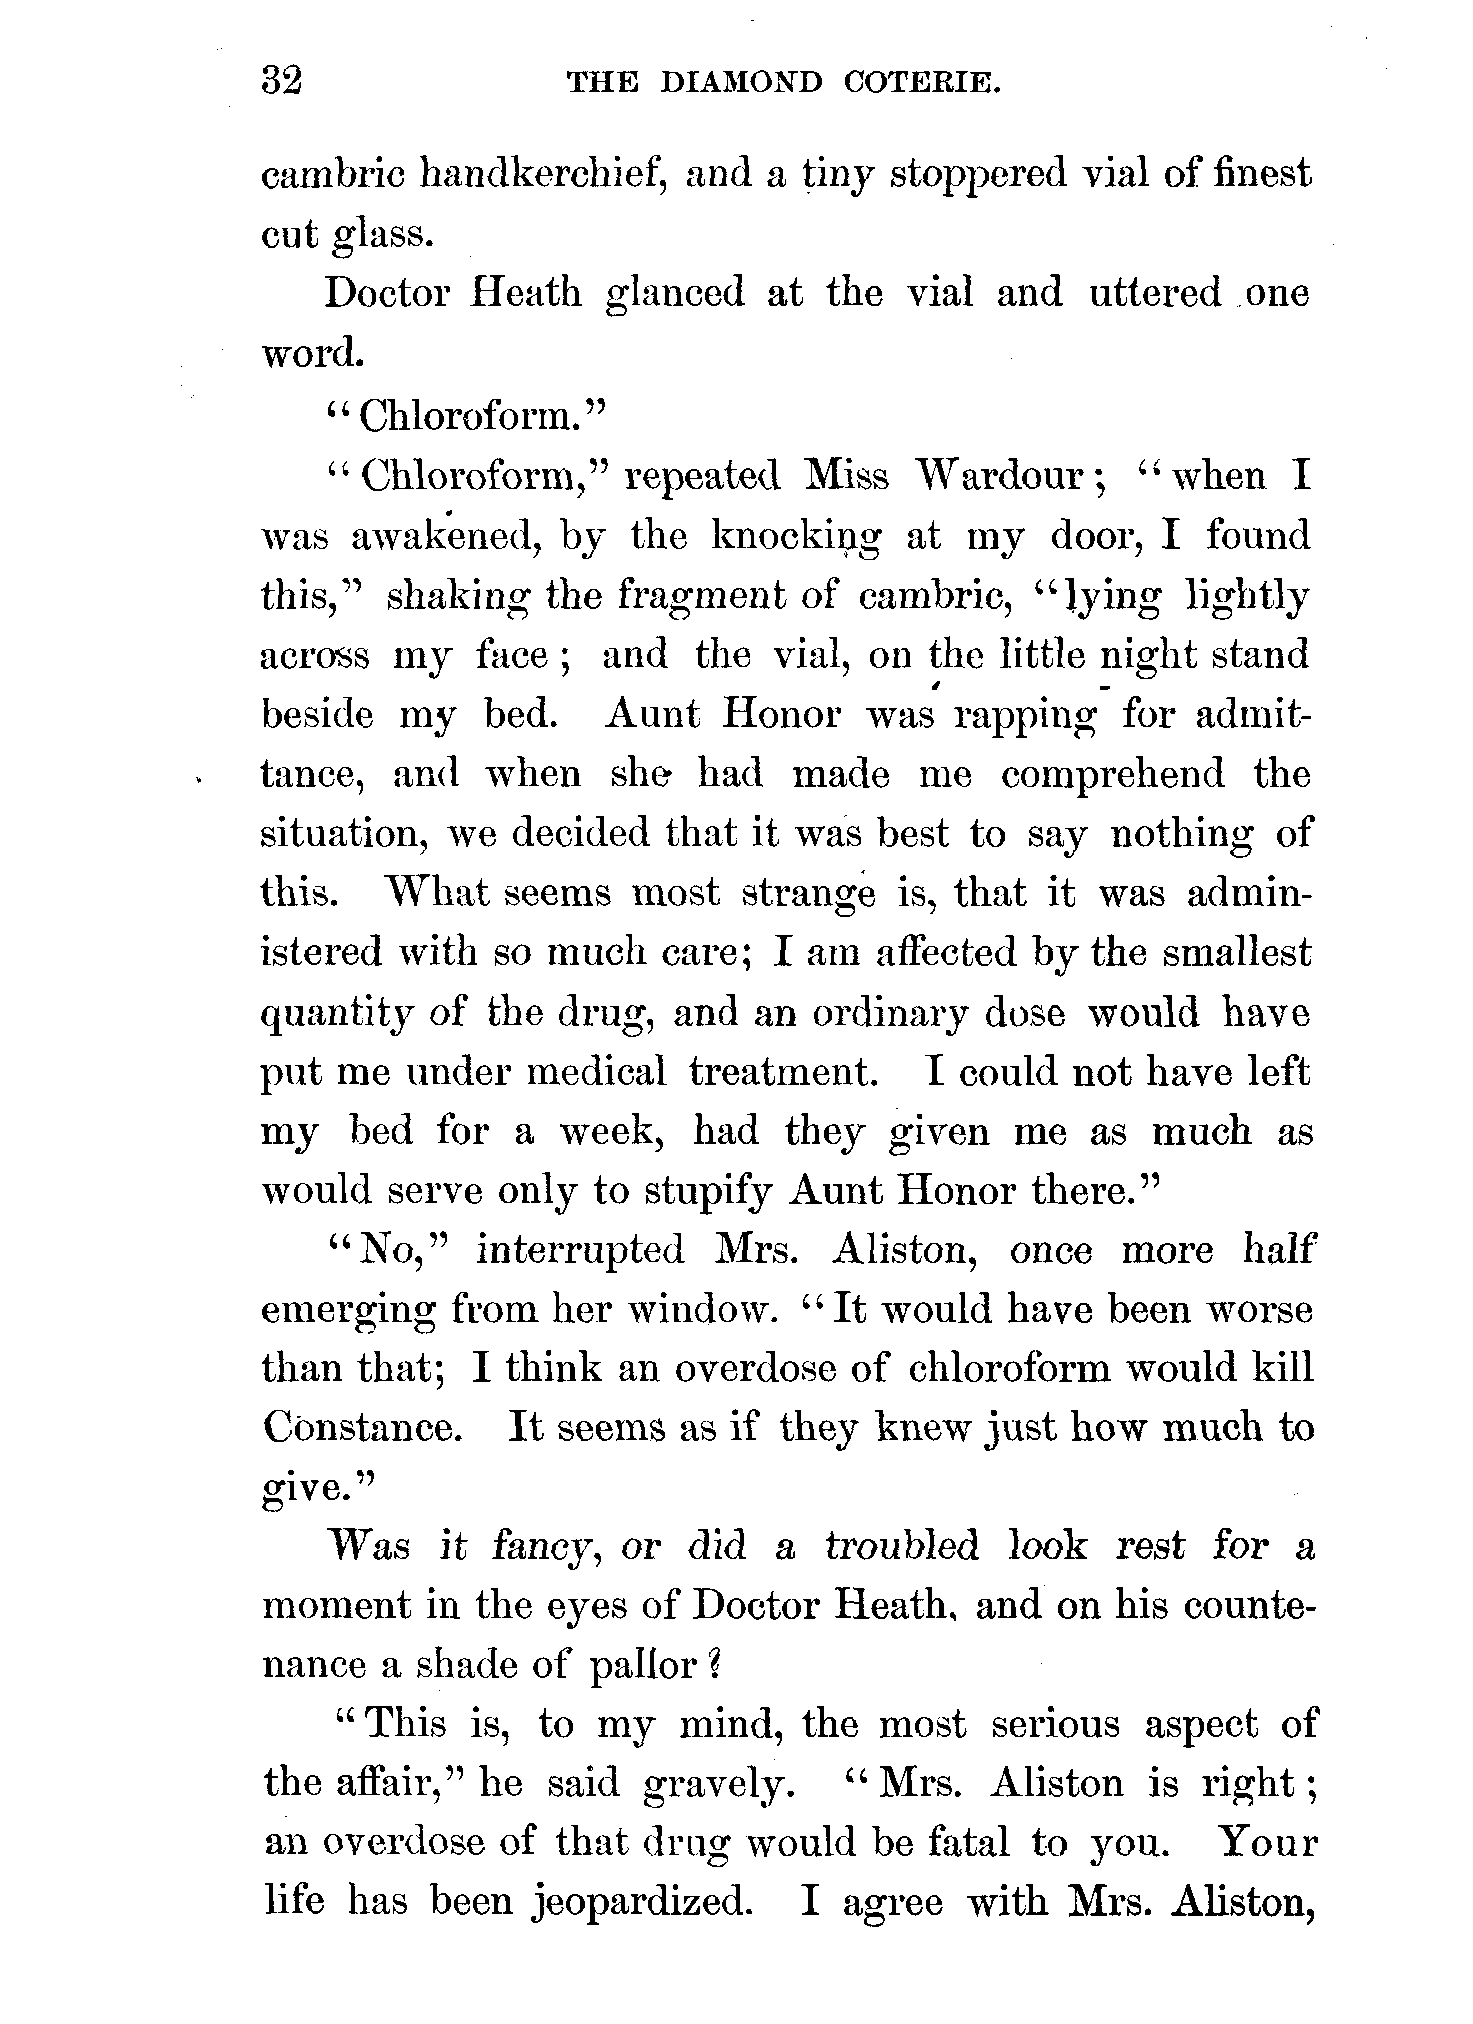 32 THE DIAMOND COTERIE.
cambric handkerchief, and a tiny stoppered vial of finest
cut glass.
Doctor Heath glanced at the vial and uttered one
word.
“Chloroform.”
“Chloroform,” repeated Miss Wardour; “when I
was awakened, by the knocking at my door, I found
this,” shaking the fragment of cambric, “lying lightly
across my face; and the vial, on the little night stand
beside my bed. Aunt Honor was rapping for admit-
tance, and when she had made me comprehend the
situation, we decided that it was best to say nothing of
this. What seems most strange is, that it was admin-
istered with so much care; I am affected by the smallest
quantity of the drug, and an ordinary dose would have
put me under medical treatment. I could not have left
my bed for a week, had they given me as much as
would serve only to stupify Aunt Honor there.”
“No,” interrupted Mrs. Aliston, once more half
emerging from her window. “It would have been worse
than that; I think an overdose of chloroform would kill
Constance. It seems as if they knew just how much to
give.”
Was it fancy, or did a troubled look rest for a
moment in the eyes of Doctor Heath, and on his counte-
nance a shade of pallor?
“This is, to my mind, the most serious aspect of
the affair,” he said gravely. “Mrs. Aliston is right;
an overdose of that drug would be fatal to you. Your
life has been jeopardized. I agree with Mrs. Aliston,